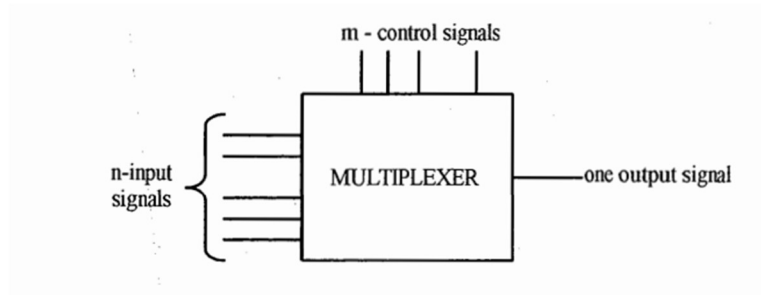 m - control signals
n-input
signals
MULTIPLEXER
one output signal